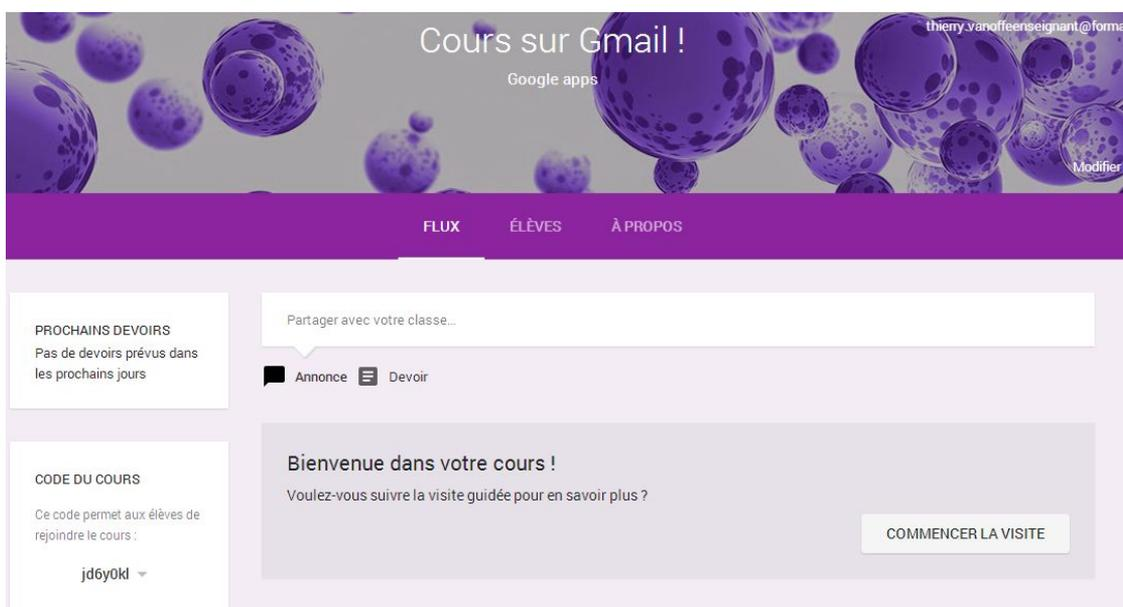 Cours sur Gmail !
thierry.vanoffeenseignant@forma
Google apps
Modifier
FLUX ÉLÈVES À PROPOS
PROCHAINS DEVOIRS
Pas de devoirs prévus dans
les prochains jours
Partager avec votre classe...
Annonce Devoir
Bienvenue dans votre cours !
Voulez-vous suivre la visite guidée pour en savoir plus ?
COMMENCER LA VISITE
CODE DU COURS
Ce code permet aux élèves de
rejoindre le cours :
jd6y0kl